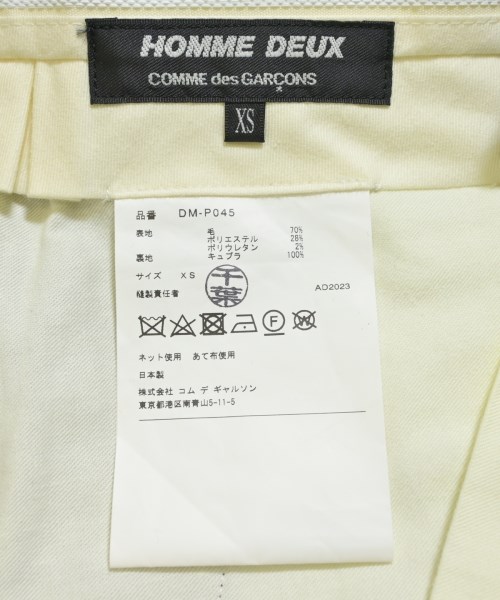 HOMME DEUX
COMME des GARCONS
XS
品番 DM-P045
表地 毛 70%
ポリエステル 28%
ポリウレタン 2%
裏地 キュプラ 100%
サイズ XS
縫製責任者 千葉 AD2023
ネット使用 あて布使用
日本製
株式会社 コム デ ギャルソン
東京都港区南青山5-11-5